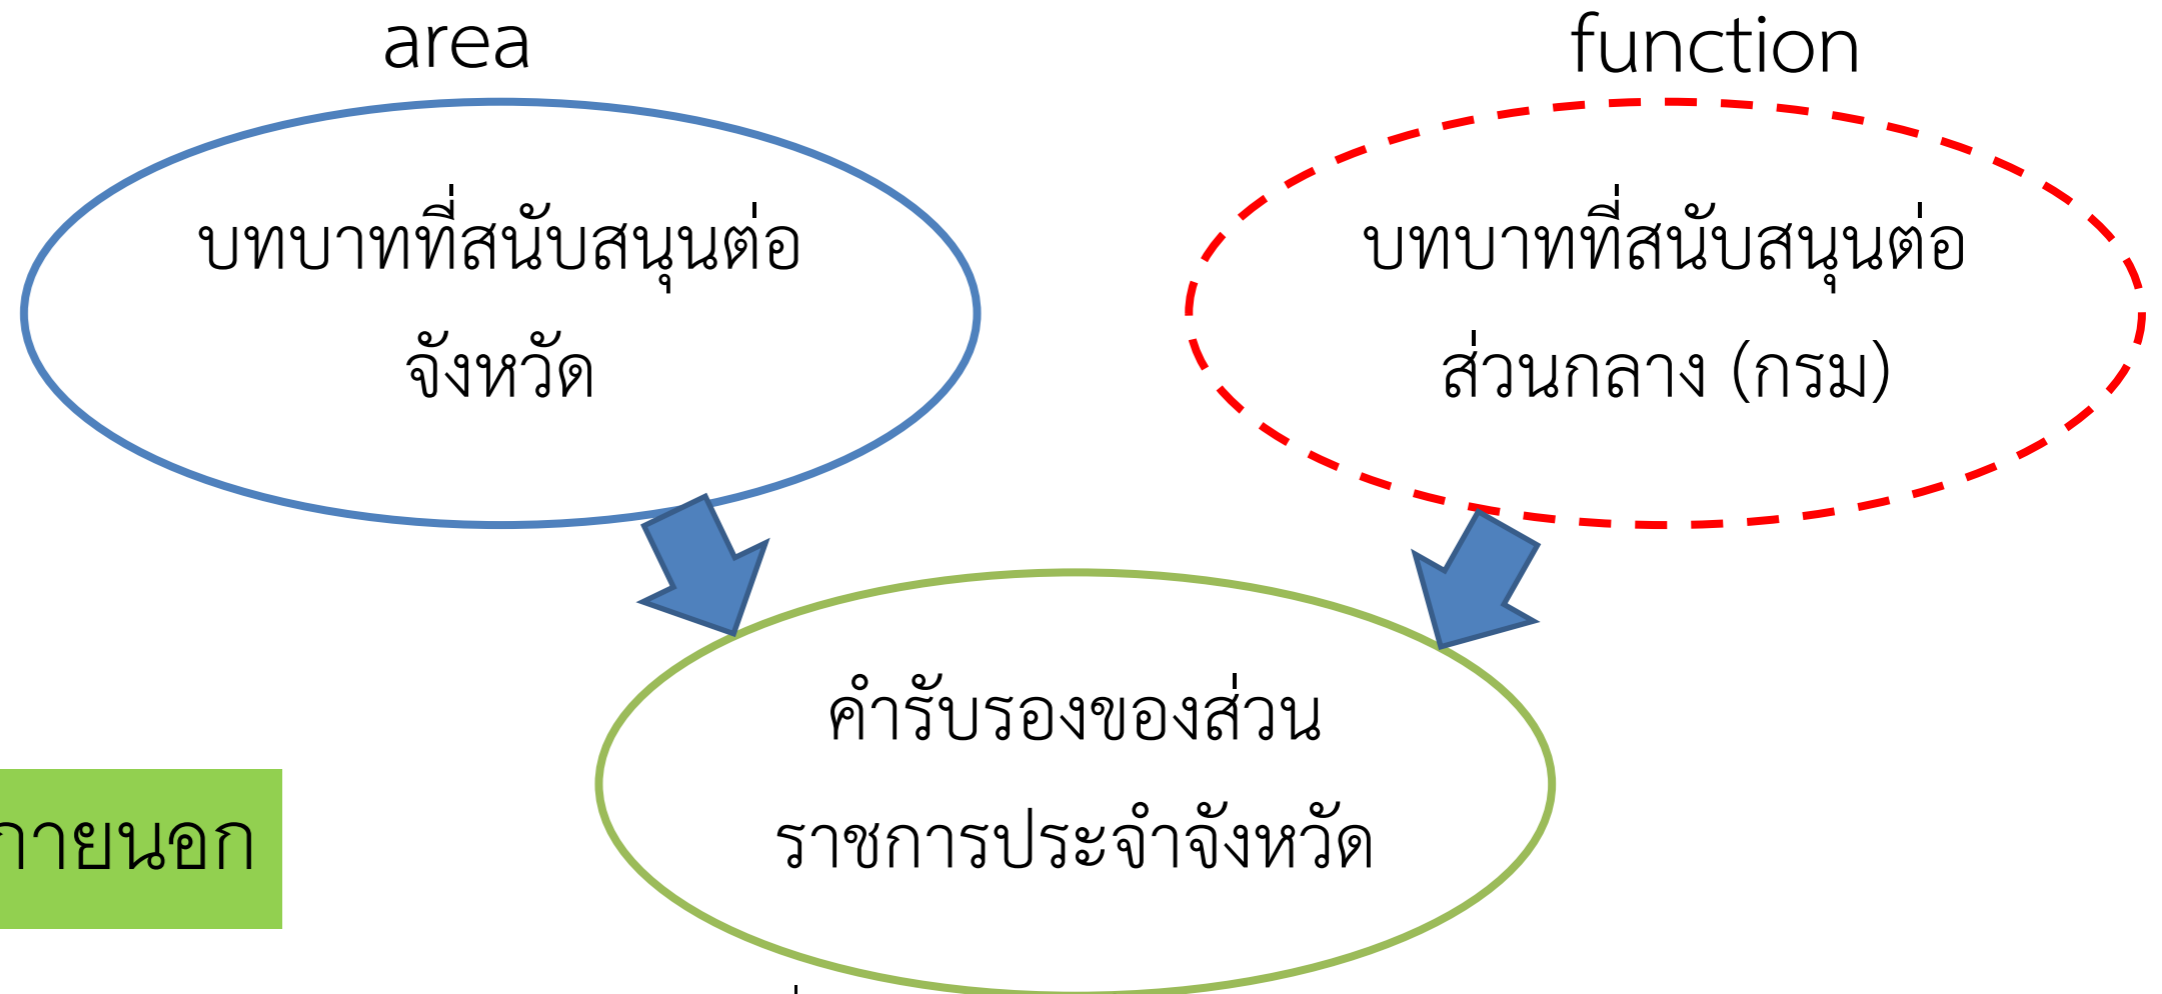 area
function
บทบาทที่สนับสนุนต่อ
จังหวัด
บทบาทที่สนับสนุนต่อ
ส่วนกลาง (กรม)
คำรับรองของส่วน
ราชการประจำจังหวัด
ภายนอก